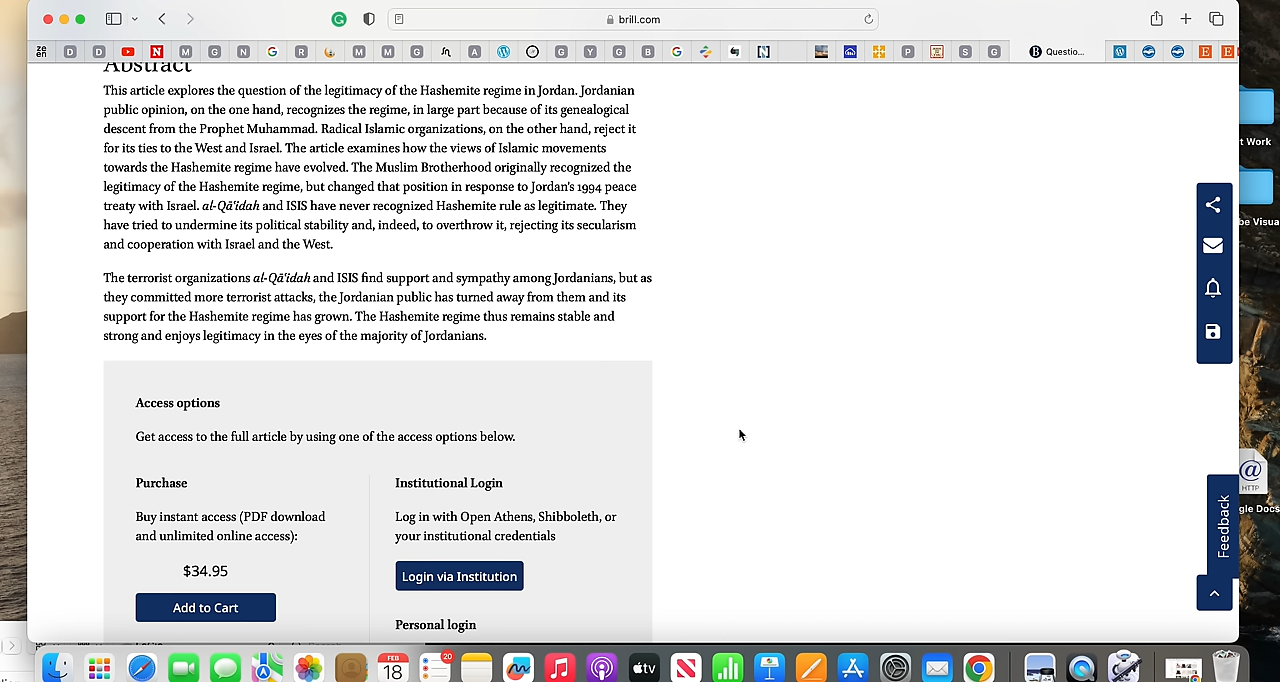 brill.com
ze
en
D
D
N
M
G
N
G
R
M
M
G
A
G
Y
G
B
G
P
S
G
B Questio...
E
E
Abstract
This article explores the question of the legitimacy of the Hashemite regime in Jordan. Jordanian
public opinion, on the one hand, recognizes the regime, in large part because of its genealogical
descent from the Prophet Muhammad. Radical Islamic organizations, on the other hand, reject it
for its ties to the West and Israel. The article examines how the views of Islamic movements
towards the Hashemite regime have evolved. The Muslim Brotherhood originally recognized the
legitimacy of the Hashemite regime, but changed that position in response to Jordan's 1994 peace
treaty with Israel. al-Qāʿidah and ISIS have never recognized Hashemite rule as legitimate. They
have tried to undermine its political stability and, indeed, to overthrow it, rejecting its secularism
and cooperation with Israel and the West.
The terrorist organizations al-Qāʿidah and ISIS find support and sympathy among Jordanians, but as
they committed more terrorist attacks, the Jordanian public has turned away from them and its
support for the Hashemite regime has grown. The Hashemite regime thus remains stable and
strong and enjoys legitimacy in the eyes of the majority of Jordanians.
Access options
Get access to the full article by using one of the access options below.
Purchase
Buy instant access (PDF download
and unlimited online access):
$34.95
Add to Cart
Institutional Login
Log in with Open Athens, Shibboleth, or
your institutional credentials
Login via Institution
Personal login
Feedback
t Work
be Visua
@
HTTP
gle Docs
FEB
18
20
tv